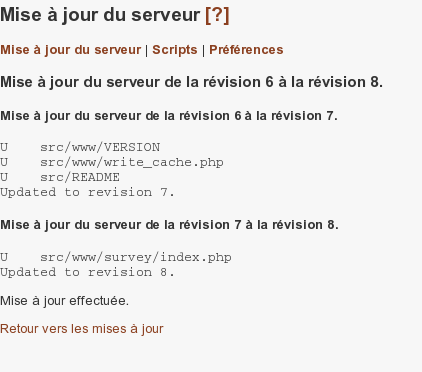 Mise à jour du serveur [?]
Mise à jour du serveur | Scripts | Préférences
Mise à jour du serveur de la révision 6 à la révision 8.
Mise à jour du serveur de la révision 6 à la révision 7.
U    src/www/VERSION
U    src/www/write_cache.php
U    src/README
Updated to revision 7.
Mise à jour du serveur de la révision 7 à la révision 8.
U    src/www/survey/index.php
Updated to revision 8.
Mise à jour effectuée.
Retour vers les mises à jour